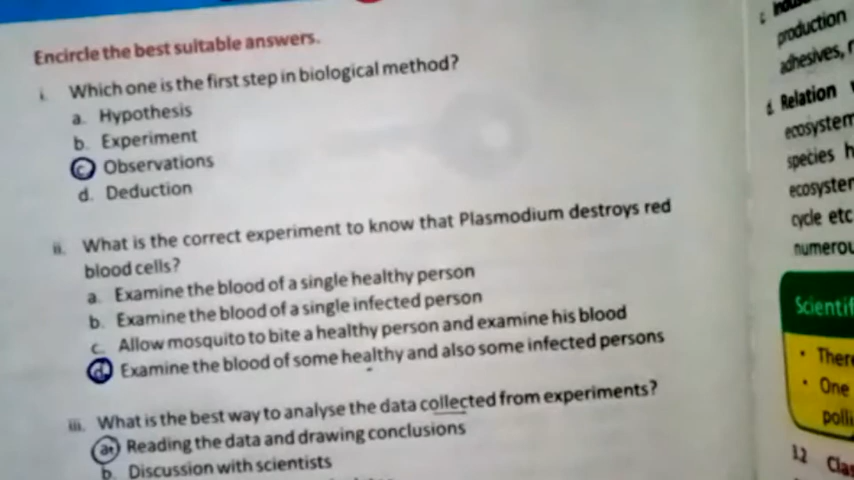 Encircle the best suitable answers.
i. Which one is the first step in biological method?
a. Hypothesis
b. Experiment
c. Observations
d. Deduction
ii. What is the correct experiment to know that Plasmodium destroys red
blood cells?
a. Examine the blood of a single healthy person
b. Examine the blood of a single infected person
c. Allow mosquito to bite a healthy person and examine his blood
d. Examine the blood of some healthy and also some infected persons
iii. What is the best way to analyse the data collected from experiments?
a. Reading the data and drawing conclusions
b. Discussion with scientists
production
adhesives,
d. Relation
ecosystem
species
cycle etc
Scientif
There
One
polli
1.2 Clas